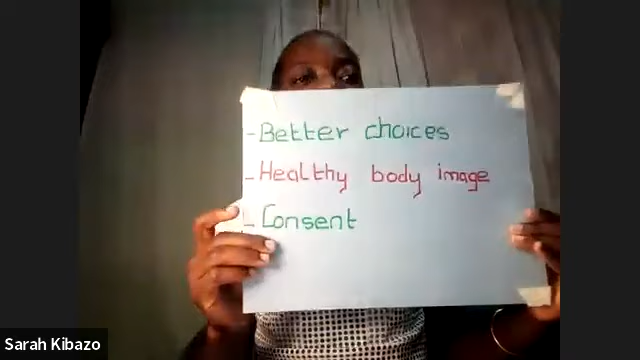 - Better choices
- Healthy body image
- Consent
Sarah Kibazo